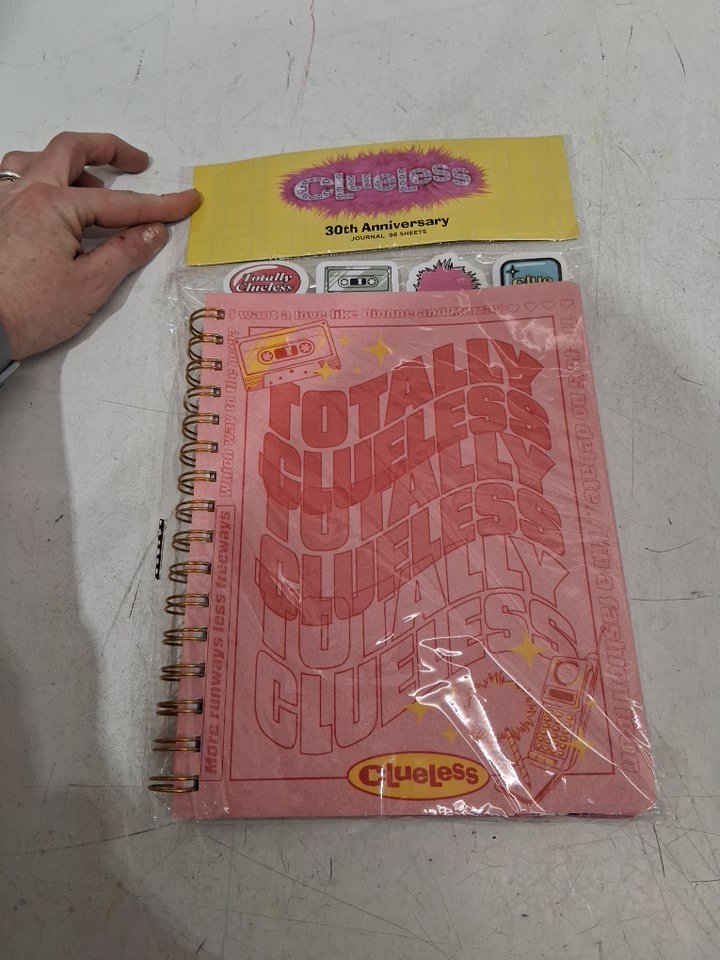 CLUELESS
30th Anniversary
JOURNAL 96 SHEETS
Totally
Clueless
Clue
I want a love like Dionne and Murray
TOTALLY
CLUELESS
TOTALLY
CLUELESS
TOTALLY
CLUELESS
Which way to the
More runways less freeways
CLUELESS